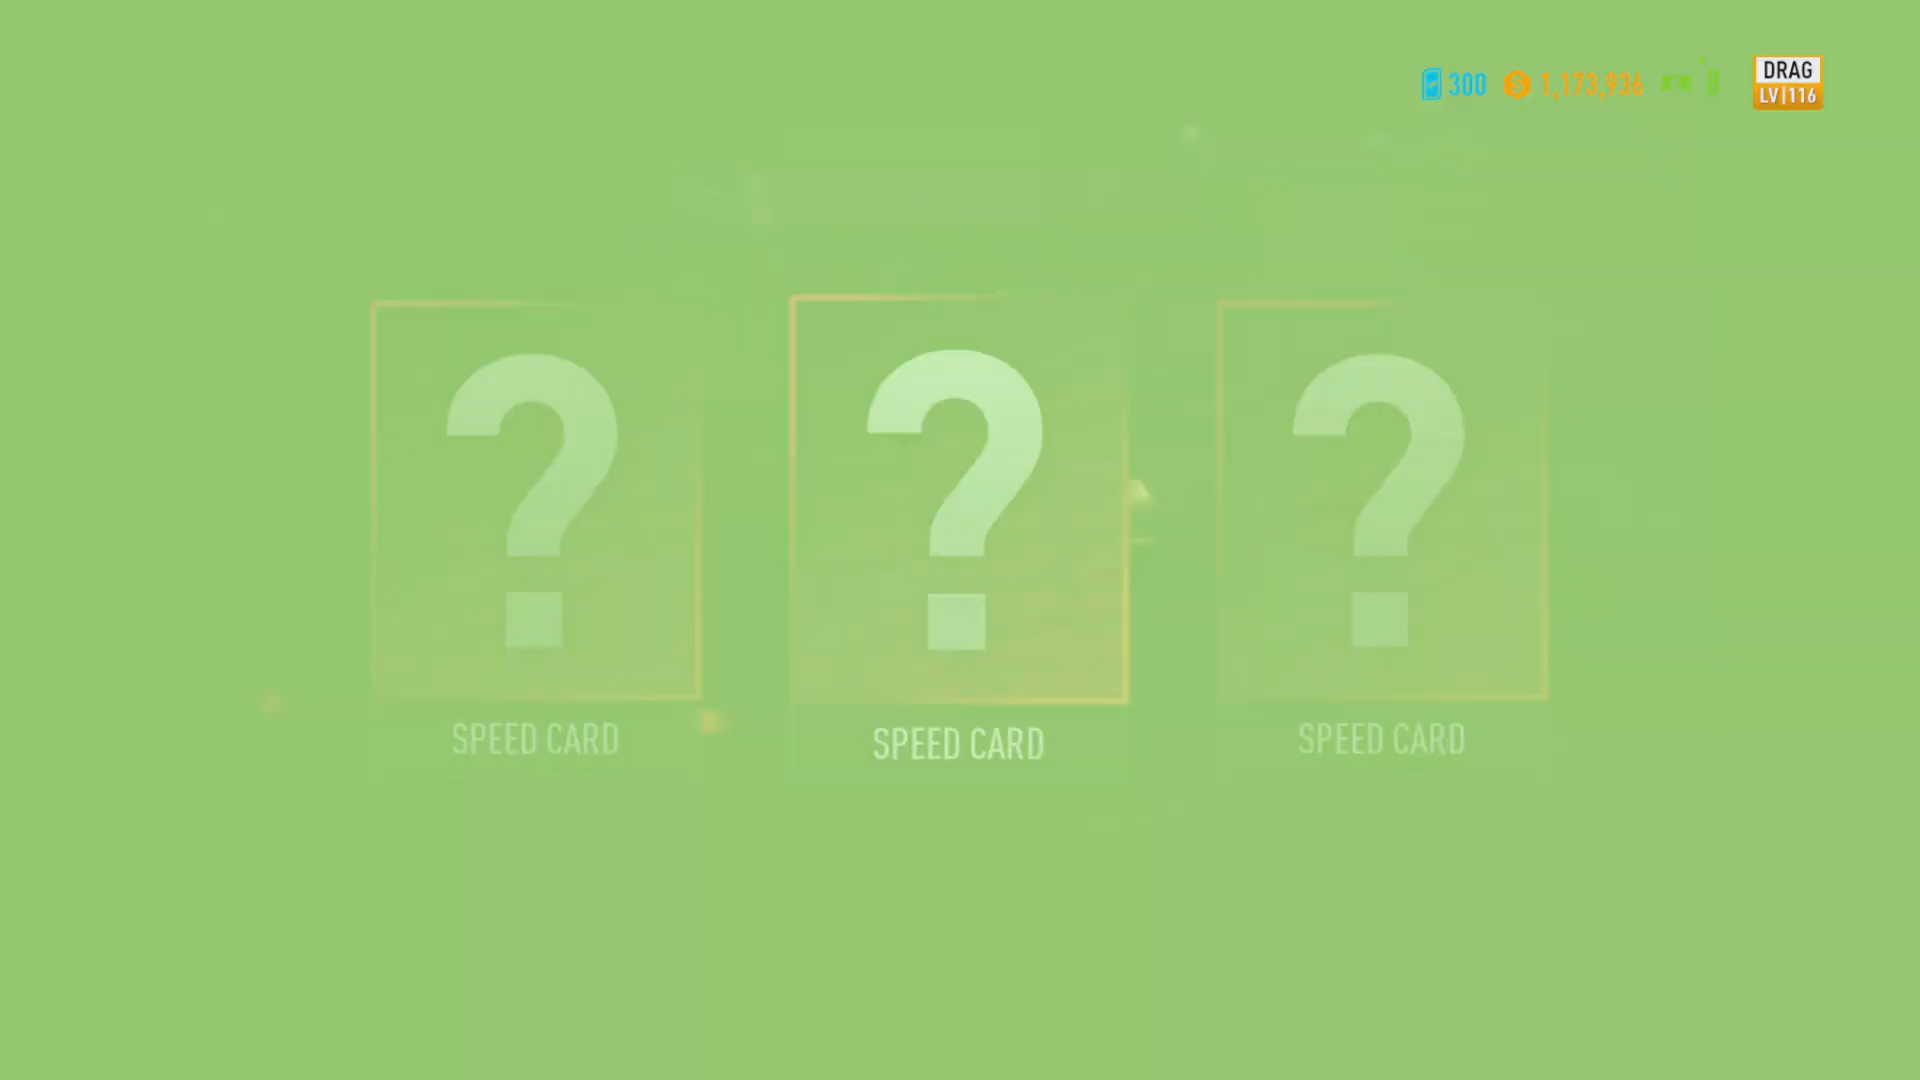 300 1,173,936
DRAG
LV|116
? ? ?
SPEED CARD SPEED CARD SPEED CARD